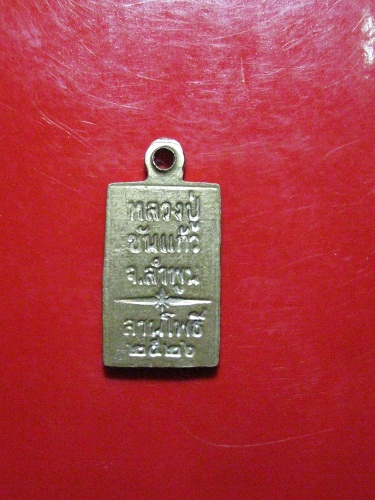 หลวงปู่
ขันแก้ว
จ.ลำพูน
ลานโพธิ์
๒๕๒๖